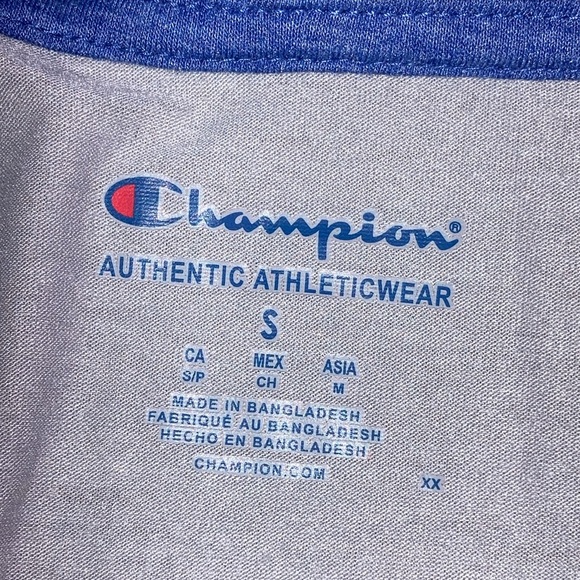 Champion®
AUTHENTIC ATHLETICWEAR
S
CA MEX ASIA
S/P CH M
MADE IN BANGLADESH
FABRIQUÉ AU BANGLADESH
HECHO EN BANGLADESH
CHAMPION.COM
XX